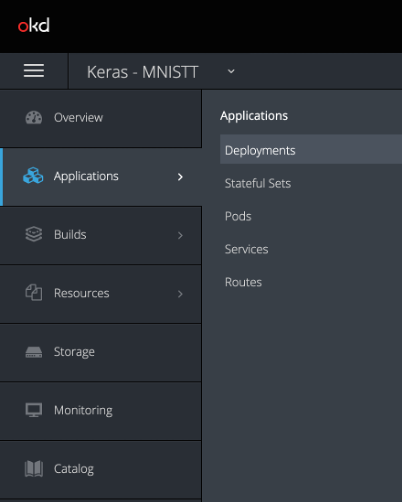 okd
Keras - MNISTT
Overview
Applications
Builds
Resources
Storage
Monitoring
Catalog
Applications
Deployments
Stateful Sets
Pods
Services
Routes